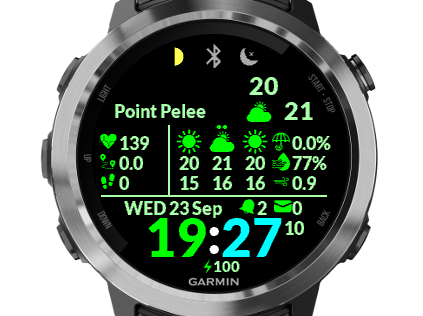 20
LIGHT
START · STOP
Point Pelee 21
139 0.0%
UP
0.0 20 21 20 77%
0 15 16 16 0.9
WED 23 Sep 2 0
DOWN
BACK
19:27 10
100
GARMIN